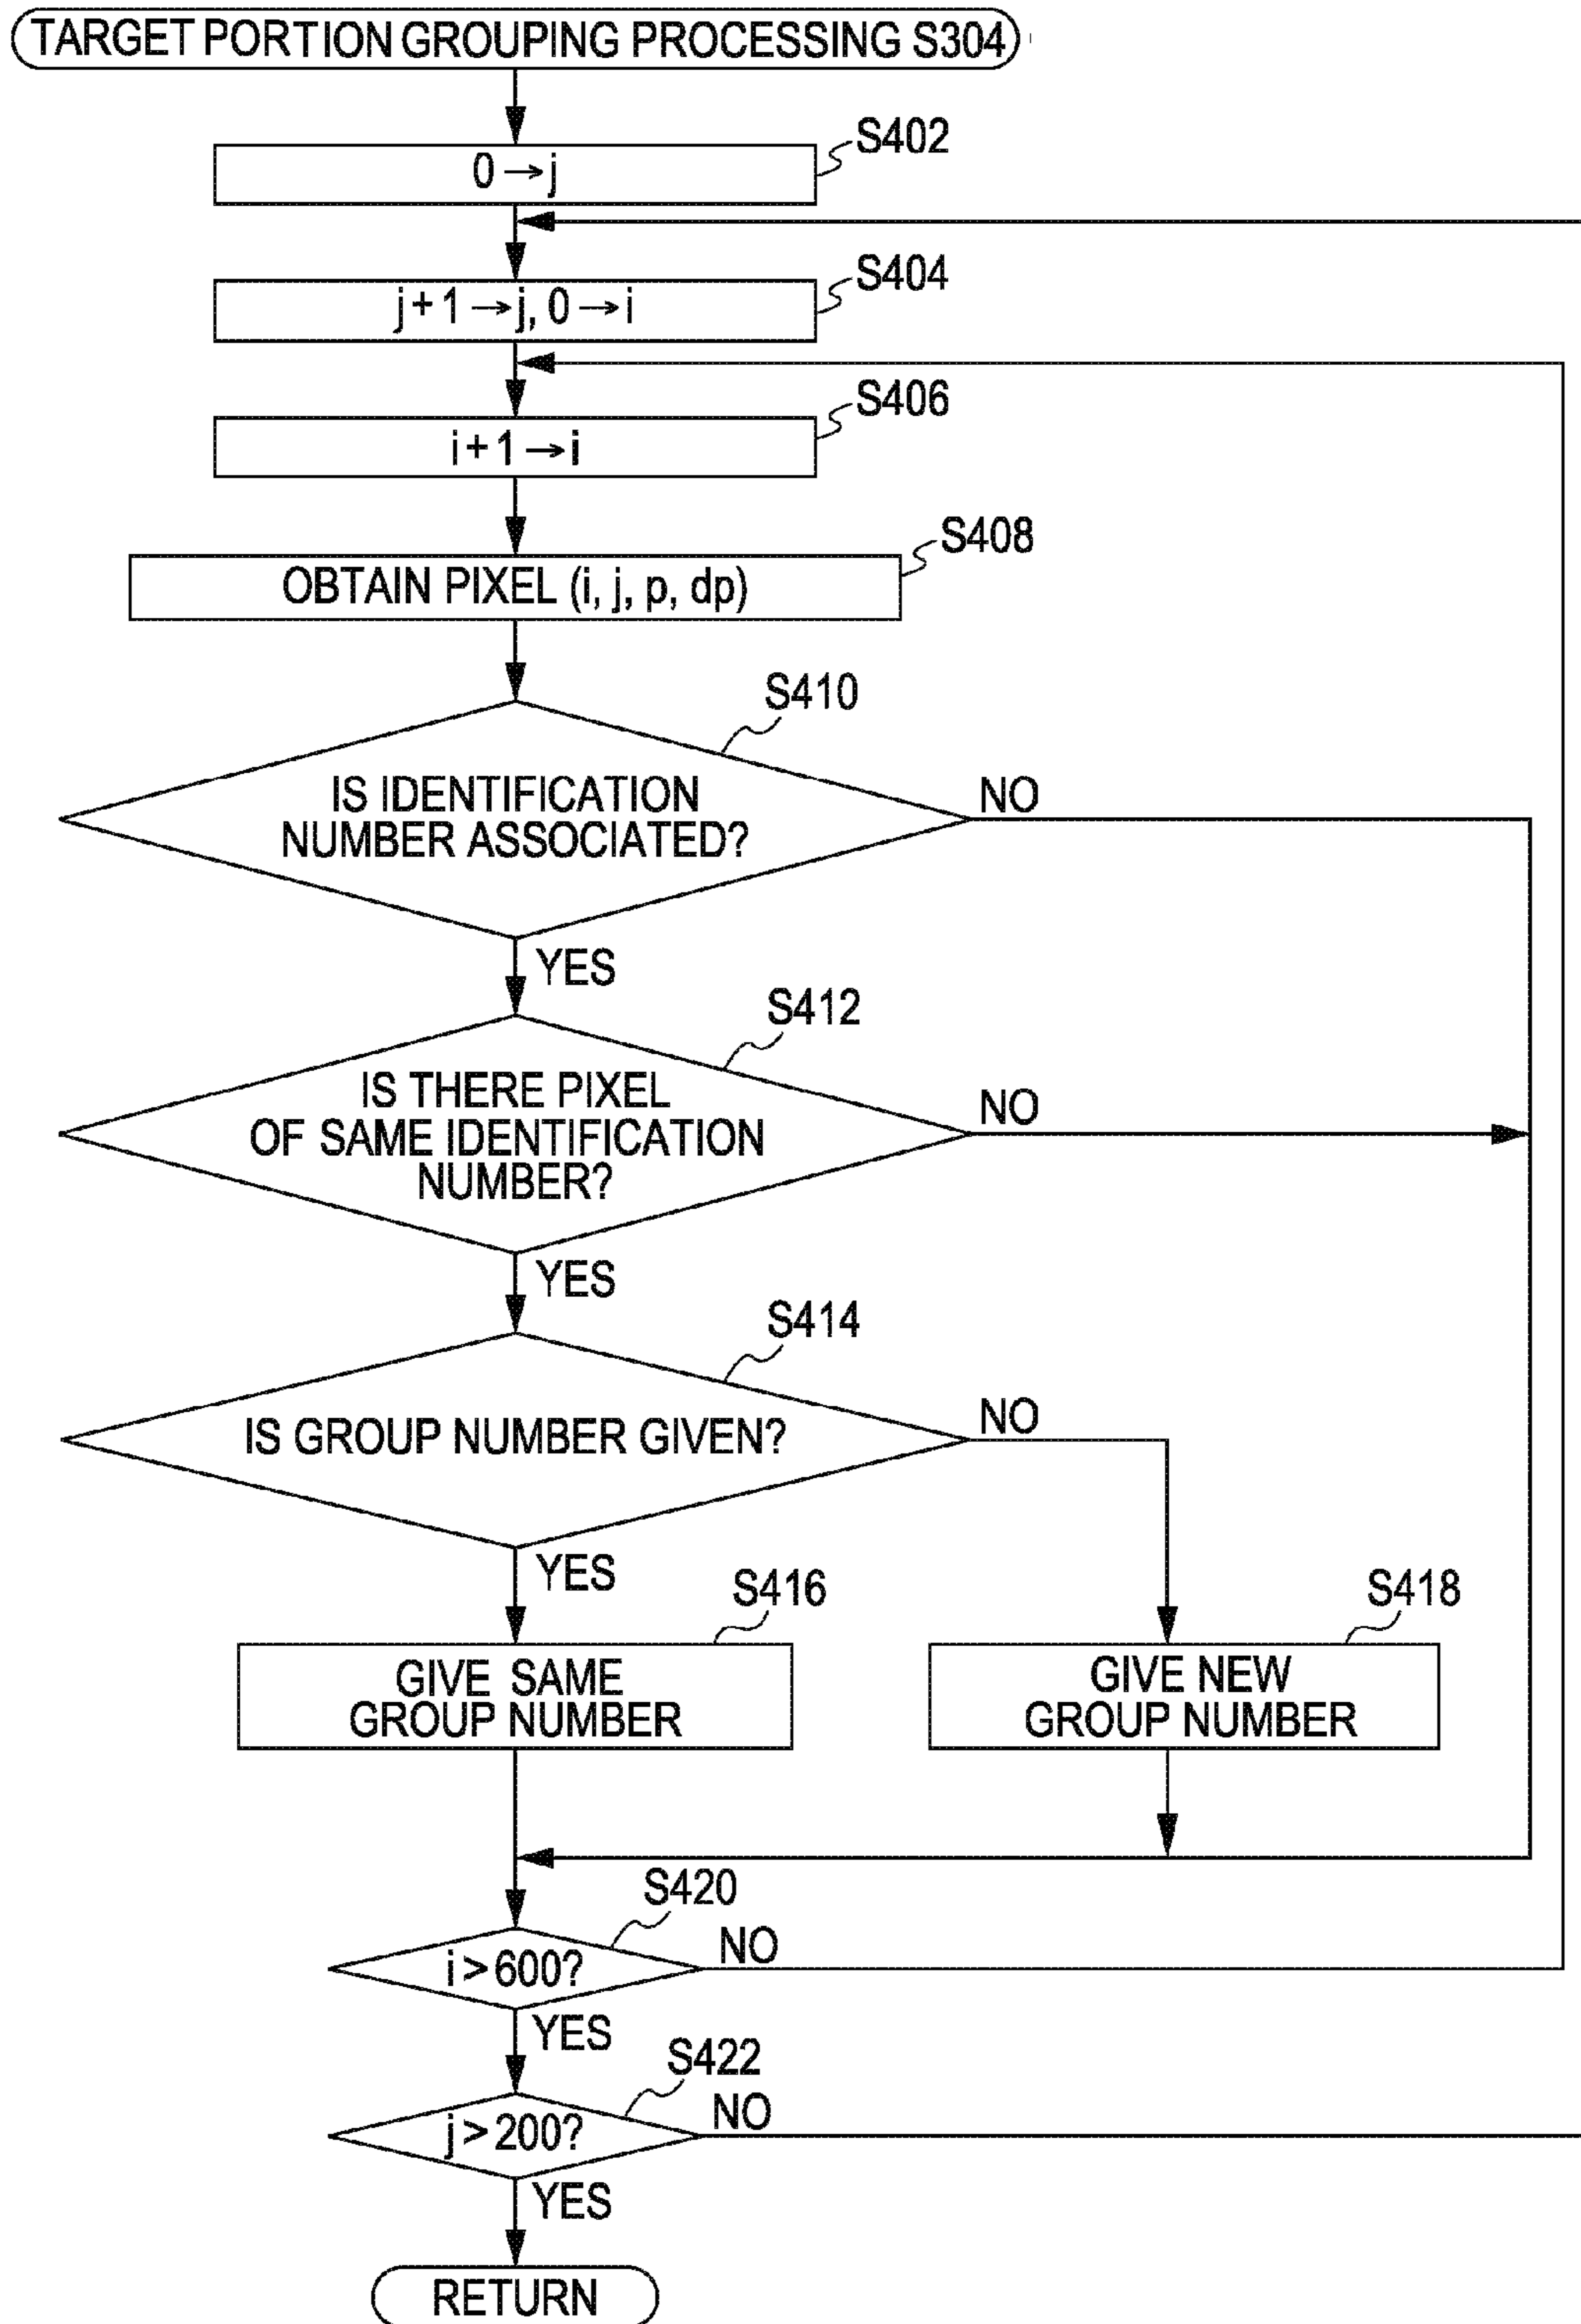 TARGET PORTION GROUPING PROCESSING S304
S402
0→j
S404
j+1→j, 0→i
S406
i+1→i
S408
OBTAIN PIXEL (i, j, p, dp)
S410
IS IDENTIFICATION
NUMBER ASSOCIATED?
NO
YES
S412
IS THERE PIXEL
OF SAME IDENTIFICATION
NUMBER?
NO
YES
S414
IS GROUP NUMBER GIVEN?
NO
YES
S416
GIVE SAME
GROUP NUMBER
S418
GIVE NEW
GROUP NUMBER
S420
i>600?
NO
YES
S422
j>200?
NO
YES
RETURN